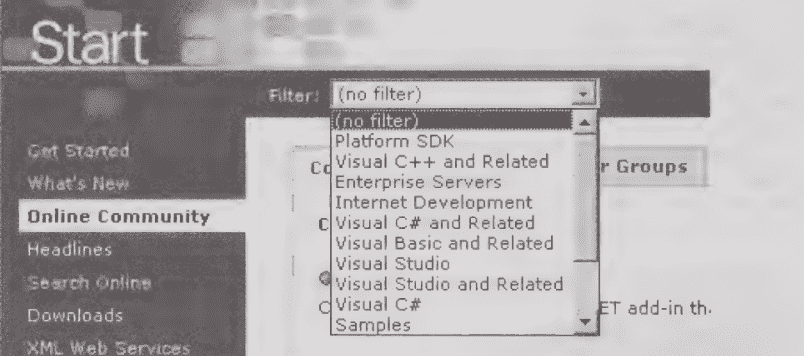 Start
Filter: (no filter)
(no filter)
Platform SDK
Visual C++ and Related
Enterprise Servers
Internet Development
Visual C# and Related
Visual Basic and Related
Visual Studio
Visual Studio and Related
Visual C#
Samples
Get Started
What's New
Online Community
Headlines
Search Online
Downloads
XML Web Services
Co
r Groups
C
C
ET add-in th